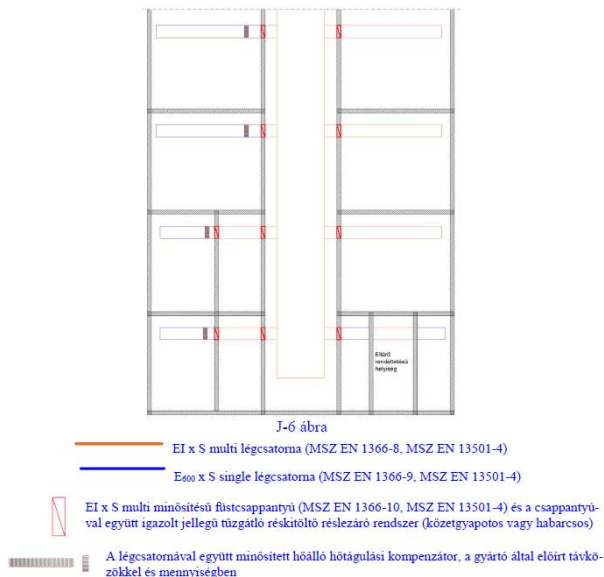 Eltérő
rendeltetésű
helyiség
J-6 ábra
EI x S multi légcsatorna (MSZ EN 1366-8, MSZ EN 13501-4)
E600 x S single légcsatorna (MSZ EN 1366-9, MSZ EN 13501-4)
EI x S multi minősítésű füstcsappantyú (MSZ EN 1366-10, MSZ EN 13501-4) és a csappantyú-
val együtt igazolt jellegű tűzgátló réskitöltő réslezáró rendszer (kőzetgyapotos vagy habarcsos)
A légcsatornával együtt minősített hőálló hőtágulási kompenzátor, a gyártó által előírt távkö-
zökkel és mennyiségben